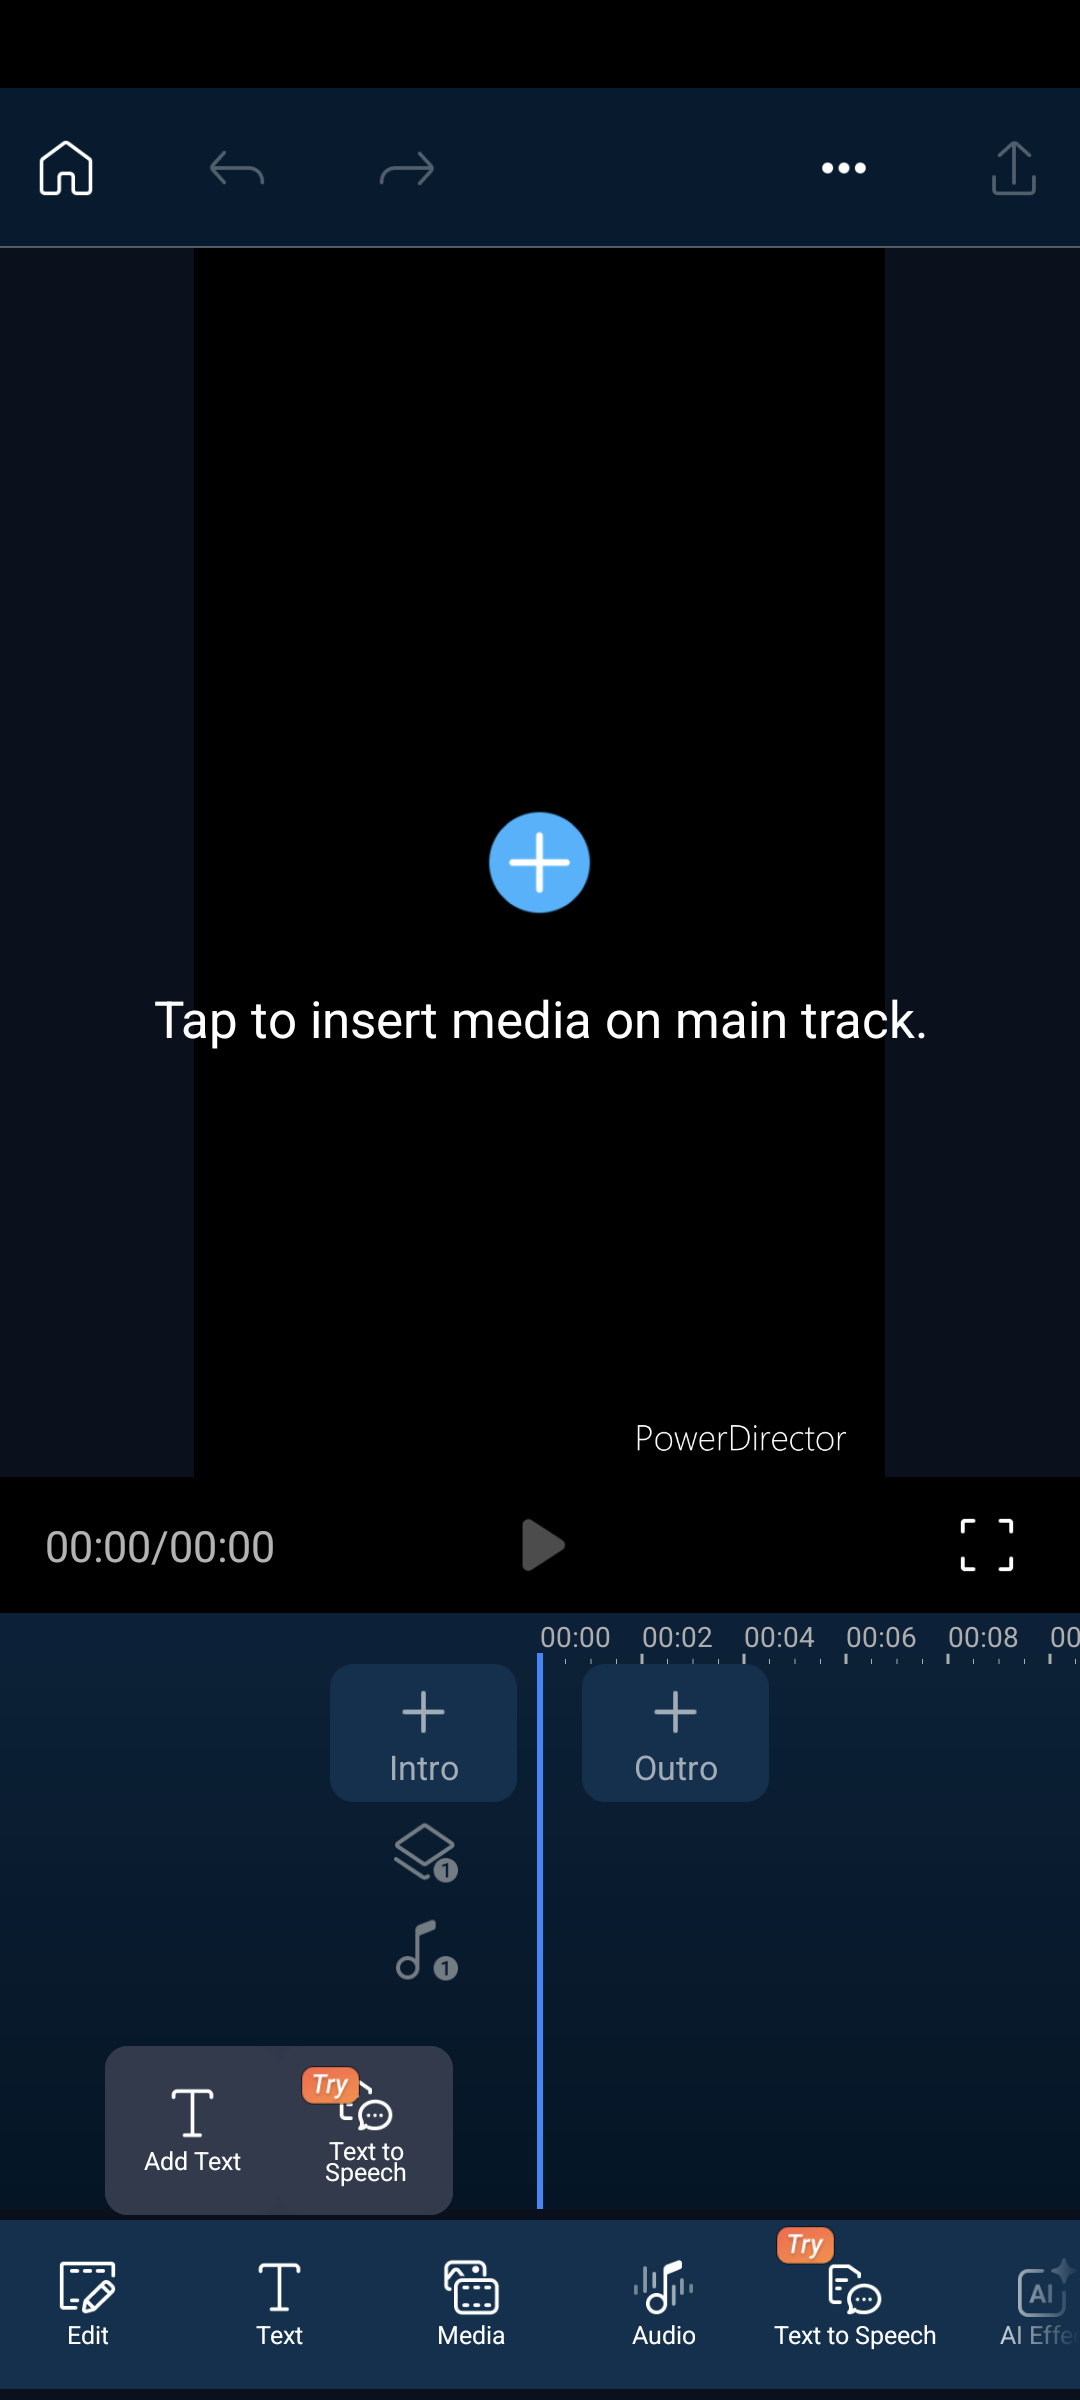 Tap to insert media on main track.
PowerDirector
00:00/00:00
00:00 00:02 00:04 00:06 00:08 00
Intro
Outro
1
1
Add Text
Try
Text to
Speech
Try
Edit
Text
Media
Audio
Text to Speech
AI
AI Effe